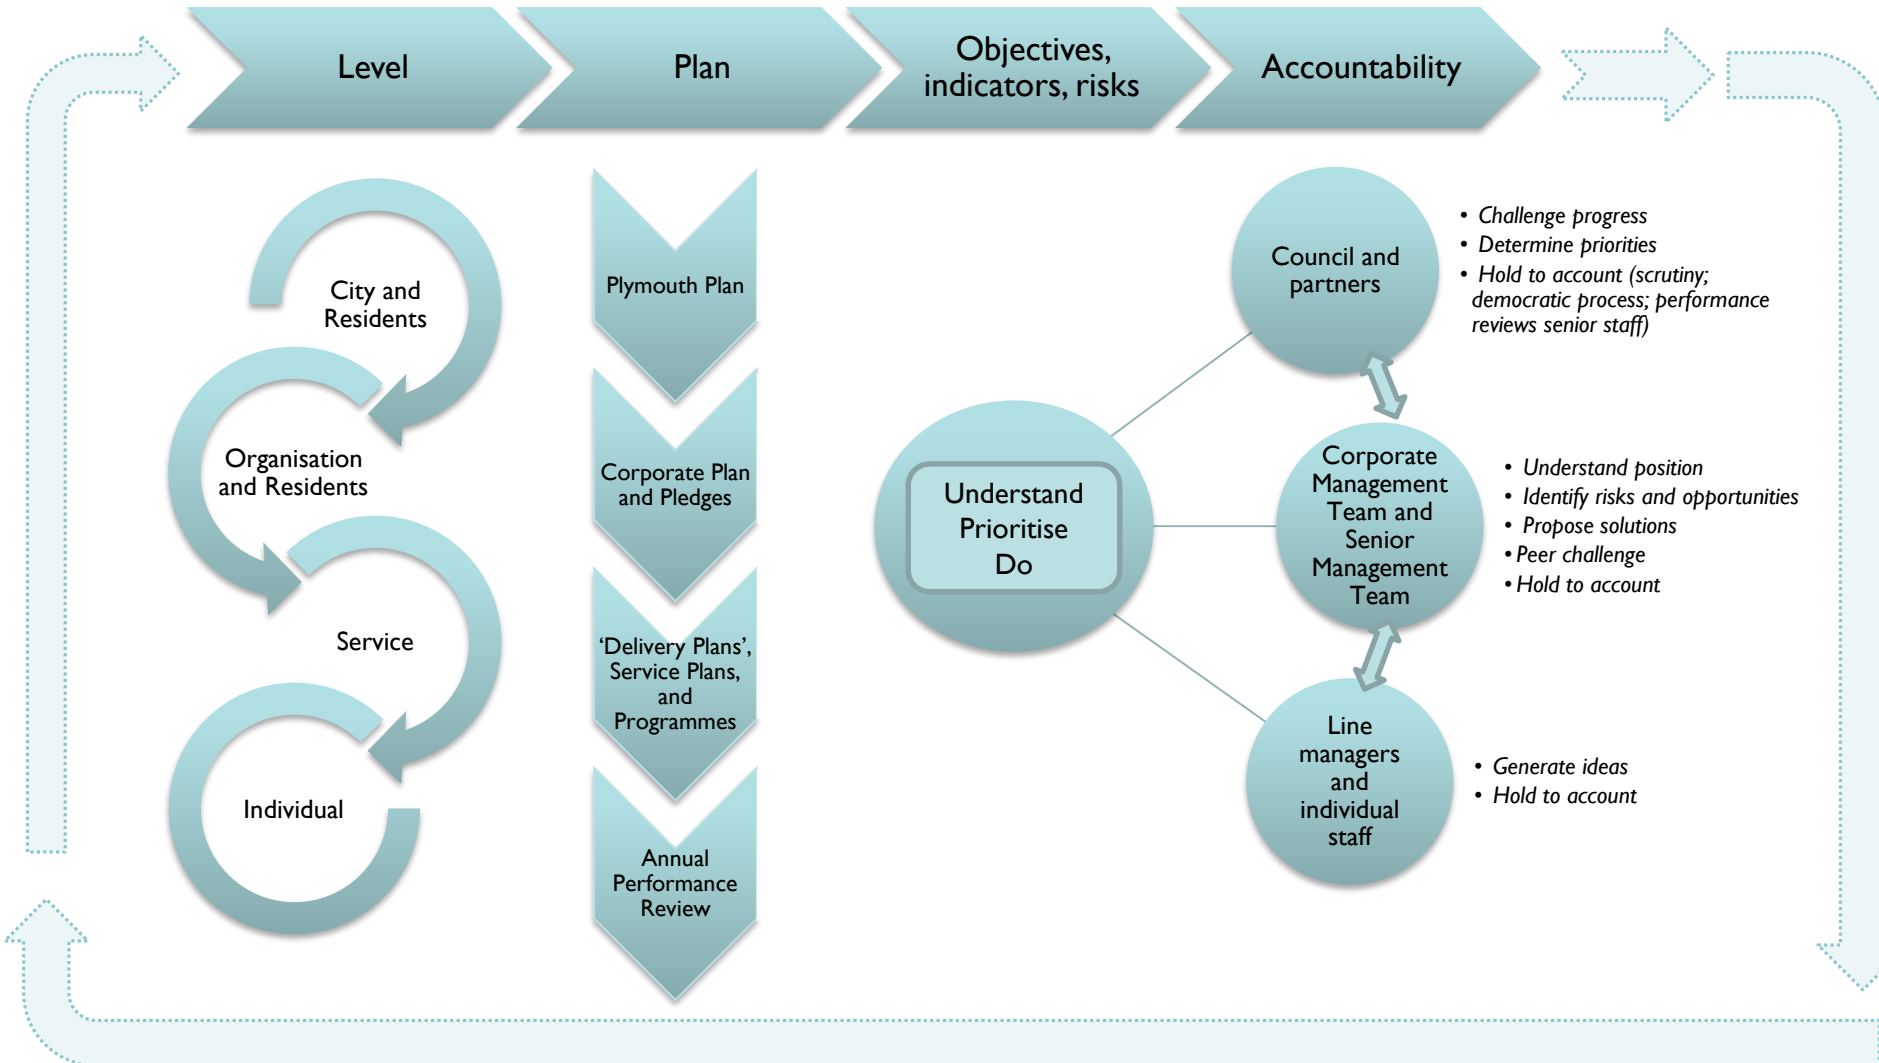 Level
Plan
Objectives,
indicators, risks
Accountability
City and
Residents
Organisation
and Residents
Service
Individual
Plymouth Plan
Corporate Plan
and Pledges
‘Delivery Plans’,
Service Plans,
and
Programmes
Annual
Performance
Review
Understand
Prioritise
Do
Council and
partners
• Challenge progress
• Determine priorities
• Hold to account (scrutiny;
democratic process; performance
reviews senior staff)
Corporate
Management
Team and
Senior
Management
Team
• Understand position
• Identify risks and opportunities
• Propose solutions
• Peer challenge
• Hold to account
Line
managers
and
individual
staff
• Generate ideas
• Hold to account